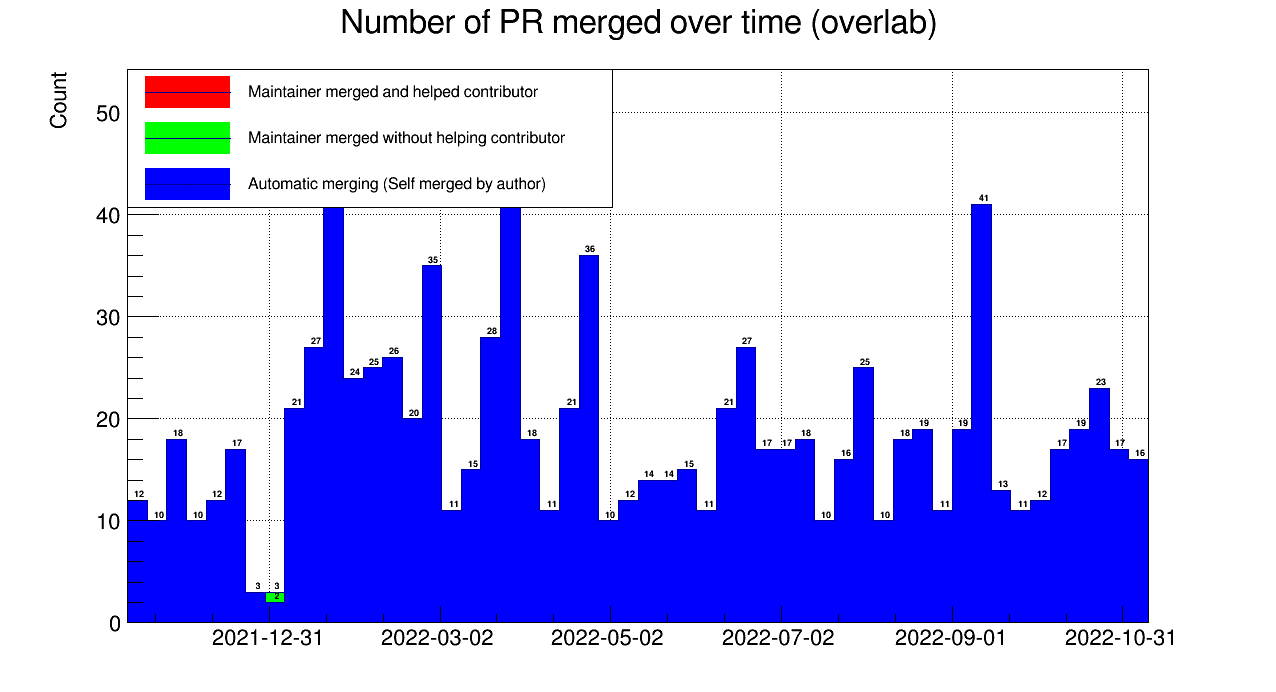 Number of PR merged over time (overlab)
Count
Maintainer merged and helped contributor
Maintainer merged without helping contributor
Automatic merging (Self merged by author)
50
40
30
20
10
0
12 10 18 10 12 17 3 3 2 21 27 24 25 26 20 35 11 15 28 18 11 21 36 10 12 14 14 15 11 21 27 17 17 18 10 16 25 10 18 19 11 19 41 13 11 12 17 19 23 17 16
2021-12-31 2022-03-02 2022-05-02 2022-07-02 2022-09-01 2022-10-31